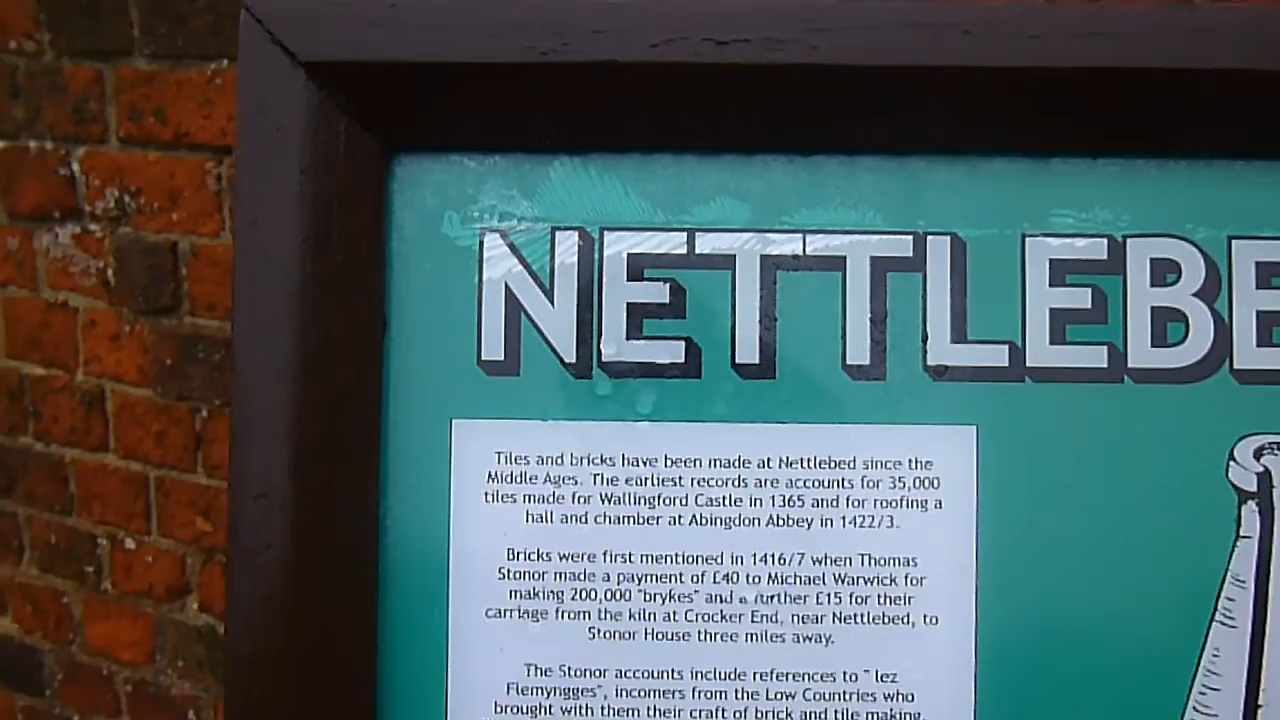 NETTLEBE
Tiles and bricks have been made at Nettlebed since the
Middle Ages. The earliest records are accounts for 35,000
tiles made for Wallingford Castle in 1365 and for roofing a
hall and chamber at Abingdon Abbey in 1422/3.
Bricks were first mentioned in 1416/7 when Thomas
Stonor made a payment of £40 to Michael Warwick for
making 200,000 "brykes" and a further £15 for their
carriage from the kiln at Crocker End, near Nettlebed, to
Stonor House three miles away.
The Stonor accounts include references to " lez
Flemyngges", incomers from the Low Countries who
brought with them their craft of brick and tile making.